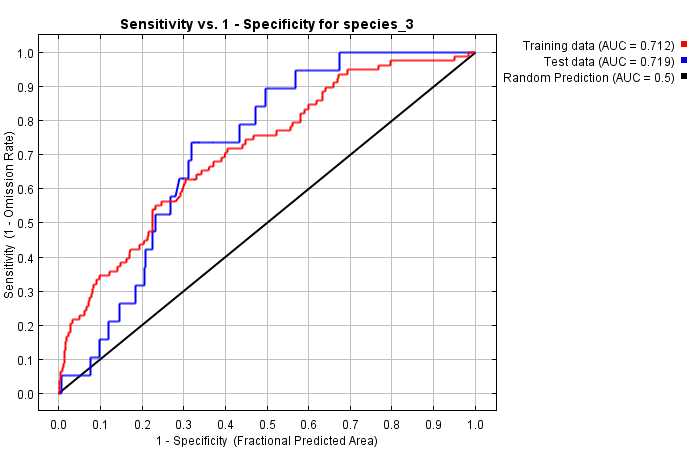 Sensitivity vs. 1 - Specificity for species_3
Training data (AUC = 0.712)
Test data (AUC = 0.719)
Random Prediction (AUC = 0.5)
Sensitivity (1 - Omission Rate)
1.0
0.9
0.8
0.7
0.6
0.5
0.4
0.3
0.2
0.1
0.0
0.0 0.1 0.2 0.3 0.4 0.5 0.6 0.7 0.8 0.9 1.0
1 - Specificity (Fractional Predicted Area)